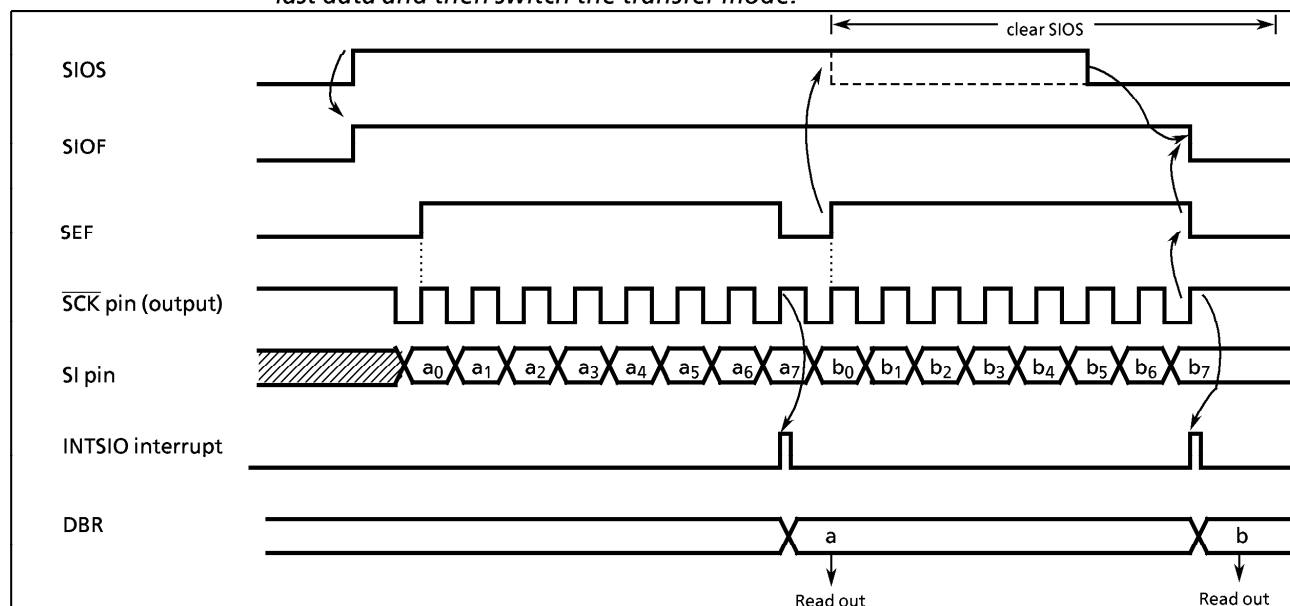 last data and then switch the transfer mode.
clear SIOS
SIOS
SIOF
SEF
SCK pin (output)
SI pin
a0 a1 a2 a3 a4 a5 a6 a7 b0 b1 b2 b3 b4 b5 b6 b7
INTSIO interrupt
DBR
a b
Read out Read out